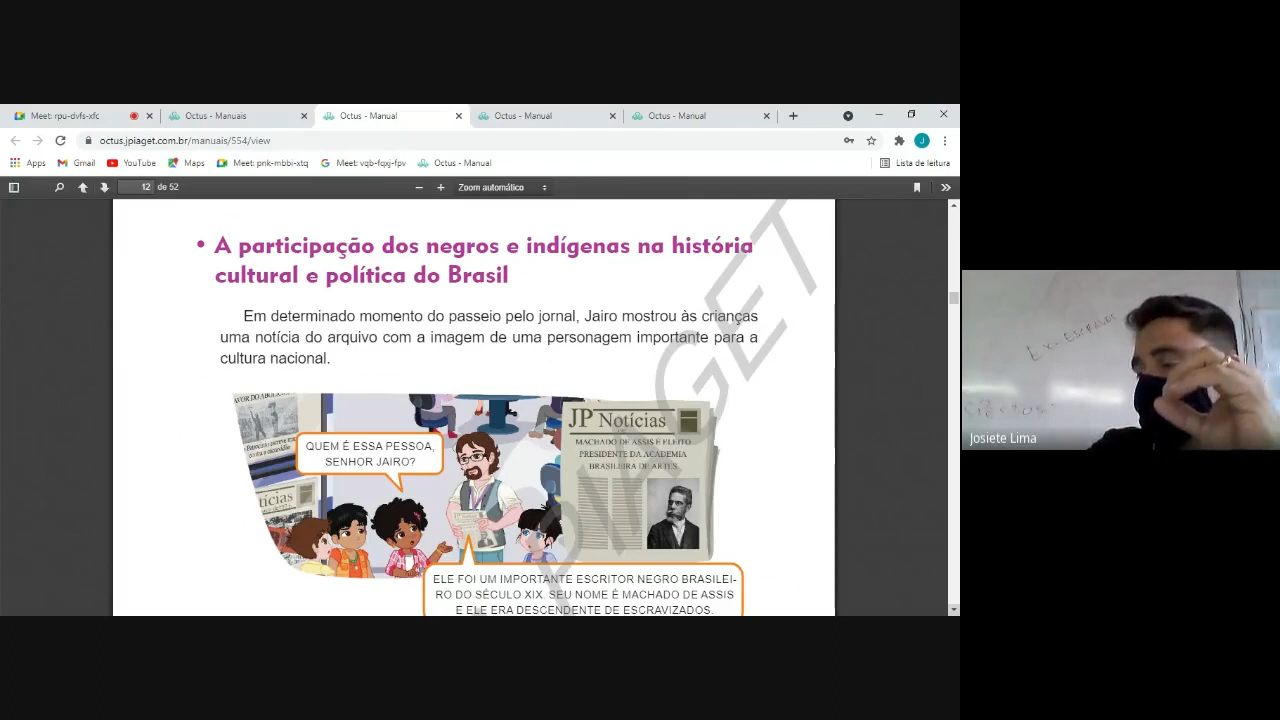 Meet: rpu-dvfs-xfc
Octus - Manuais
Octus - Manual
Octus - Manual
Octus - Manual
octus.jpiaget.com.br/manuais/554/view
J
Apps
Gmail
YouTube
Maps
Meet: pnk-mbbi-xtq
Meet: vqb-fqxj-fpv
Octus - Manual
Lista de leitura
12 de 52
Zoom automático
• A participação dos negros e indígenas na história
cultural e política do Brasil
Em determinado momento do passeio pelo jornal, Jairo mostrou às crianças
uma notícia do arquivo com a imagem de uma personagem importante para a
cultura nacional.
QUEM É ESSA PESSOA,
SENHOR JAIRO?
JP Notícias
MACHADO DE ASSIS É ELEITO
PRESIDENTE DA ACADEMIA
BRASILEIRA DE ARTES.
ELE FOI UM IMPORTANTE ESCRITOR NEGRO BRASILEI-
RO DO SÉCULO XIX. SEU NOME É MACHADO DE ASSIS
E ELE ERA DESCENDENTE DE ESCRAVIZADOS.
PIAGET
Josiete Lima